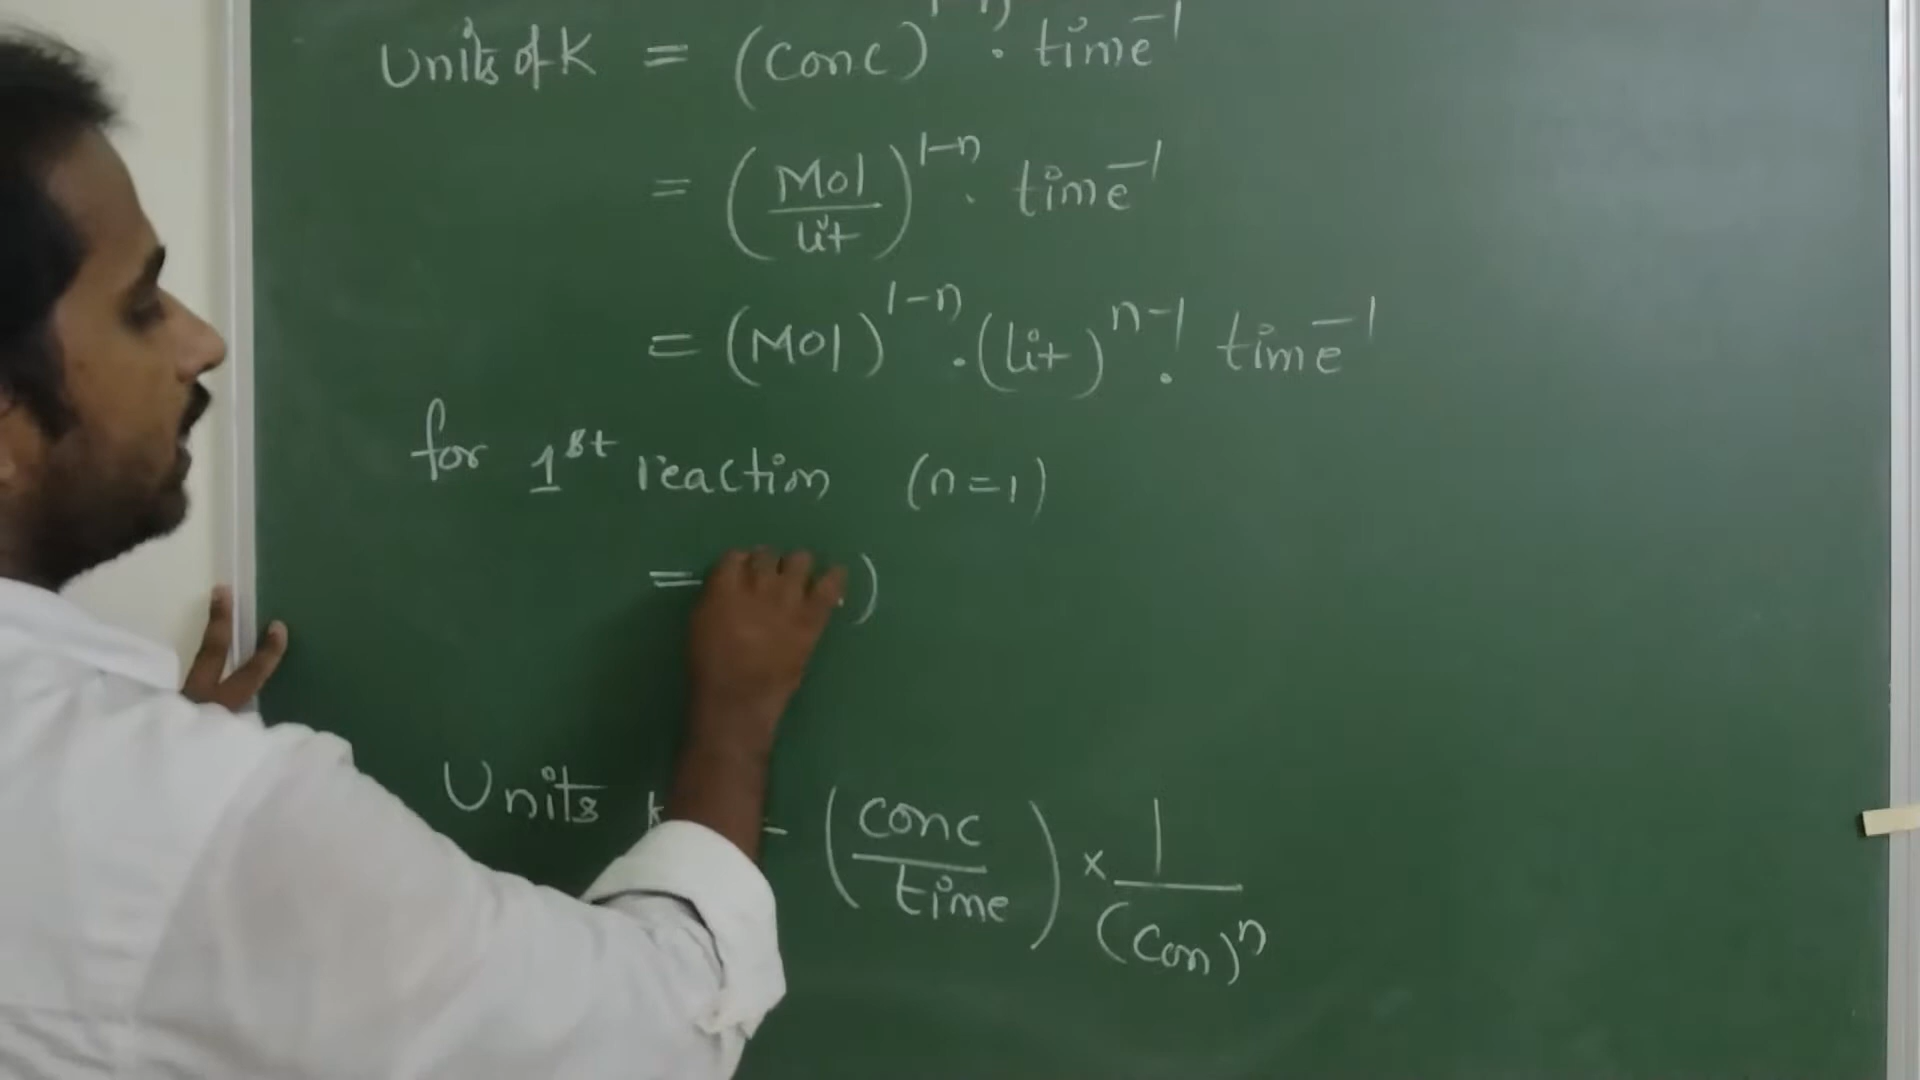 Units of K = (Conc)^1-n . time^-1
= (Mol/lit)^1-n . time^-1
= (Mol)^1-n . (lit)^n-1 . time^-1
for 1st reaction (n=1)
= )
Units = (conc/time) x 1/(Con)^n